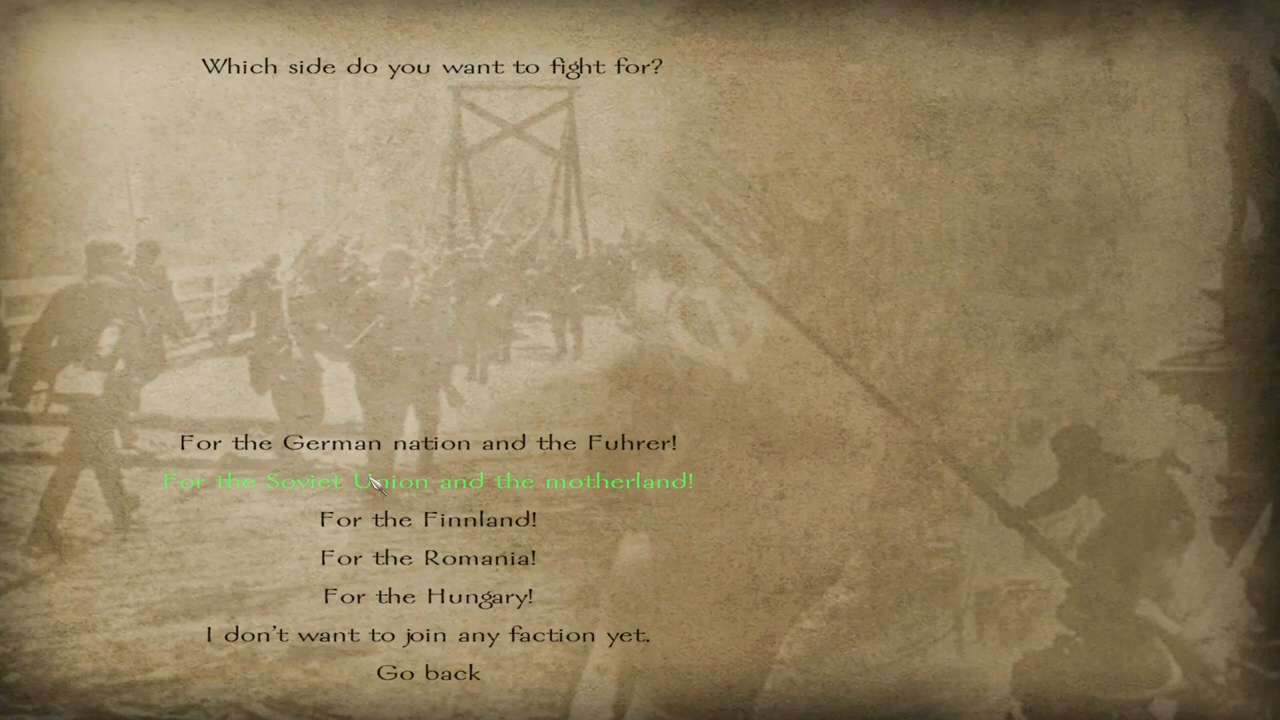 Which side do you want to fight for?
For the German nation and the Fuhrer!
For the Soviet Union and the motherland!
For the Finnland!
For the Romania!
For the Hungary!
I don't want to join any faction yet.
Go back